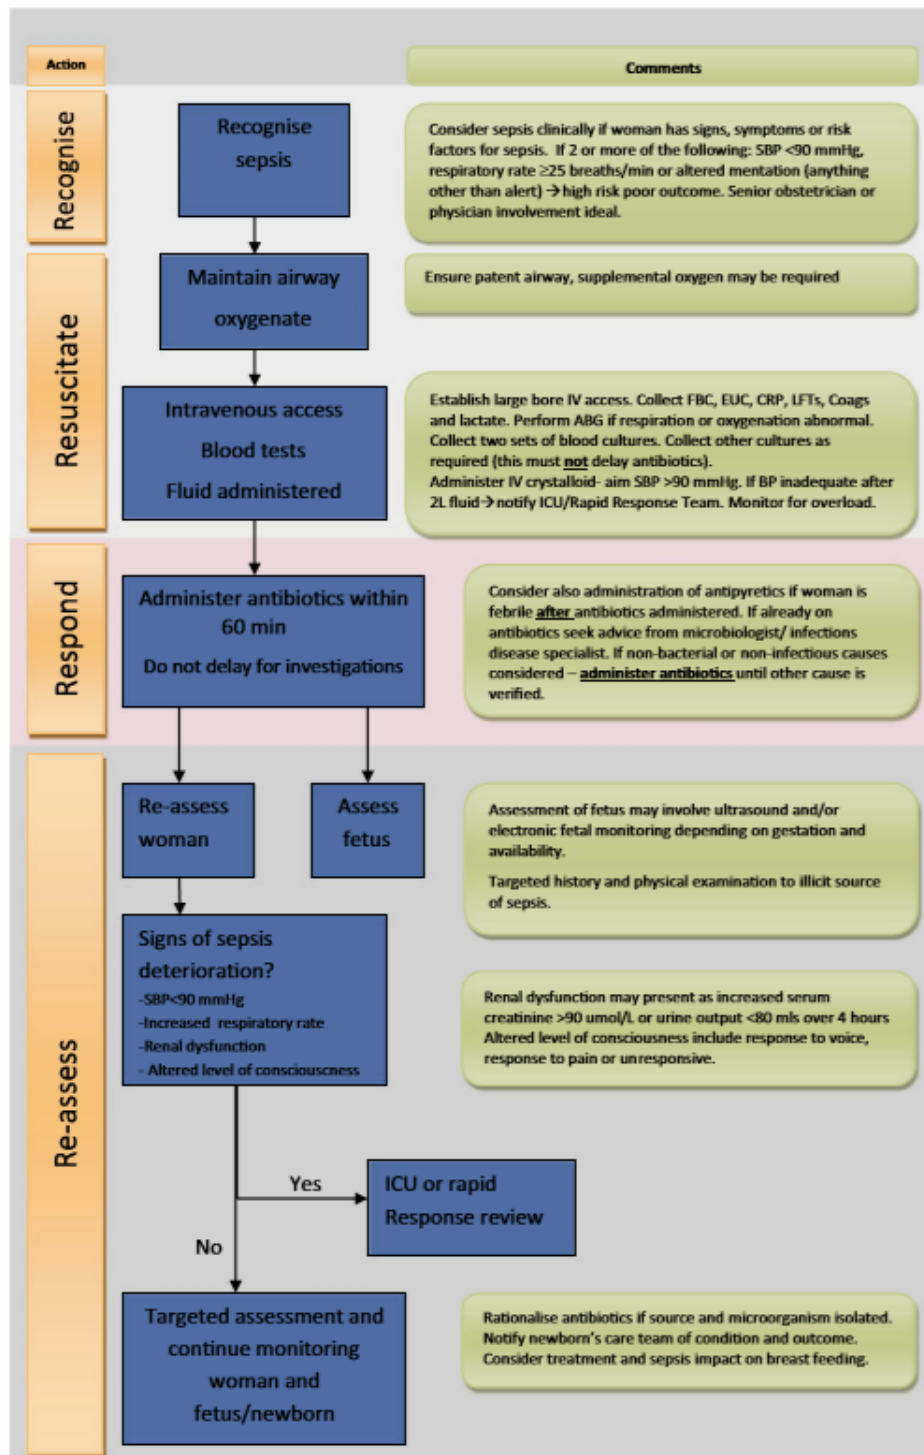 Action
Comments
Recognise
Recognise
sepsis
Consider sepsis clinically if woman has signs, symptoms or risk
factors for sepsis.  If 2 or more of the following: SBP <90 mmHg,
respiratory rate ≥25 breaths/min or altered mentation (anything
other than alert) → high risk poor outcome. Senior obstetrician or
physician involvement ideal.
Resuscitate
Maintain airway
oxygenate
Ensure patent airway, supplemental oxygen may be required
Intravenous access
Blood tests
Fluid administered
Establish large bore IV access. Collect FBC, EUC, CRP, LFTs, Coags
and lactate. Perform ABG if respiration or oxygenation abnormal.
Collect two sets of blood cultures. Collect other cultures as
required (this must not delay antibiotics).
Administer IV crystalloid- aim SBP >90 mmHg. If BP inadequate after
2L fluid→notify ICU/Rapid Response Team. Monitor for overload.
Respond
Administer antibiotics within
60 min
Do not delay for investigations
Consider also administration of antipyretics if woman is
febrile after antibiotics administered. If already on
antibiotics seek advice from microbiologist/ infections
disease specialist. If non-bacterial or non-infectious causes
considered – administer antibiotics until other cause is
verified.
Re-assess
Re-assess
woman
Assess
fetus
Assessment of fetus may involve ultrasound and/or
electronic fetal monitoring depending on gestation and
availability.
Targeted history and physical examination to illicit source
of sepsis.
Signs of sepsis
deterioration?
-SBP<90 mmHg
-Increased respiratory rate
-Renal dysfunction
- Altered level of consciouscness
Renal dysfunction may present as increased serum
creatinine >90 umol/L or urine output <80 mls over 4 hours
Altered level of consciousness include response to voice,
response to pain or unresponsive.
Yes
ICU or rapid
Response review
No
Targeted assessment and
continue monitoring
woman and
fetus/newborn
Rationalise antibiotics if source and microorganism isolated.
Notify newborn's care team of condition and outcome.
Consider treatment and sepsis impact on breast feeding.